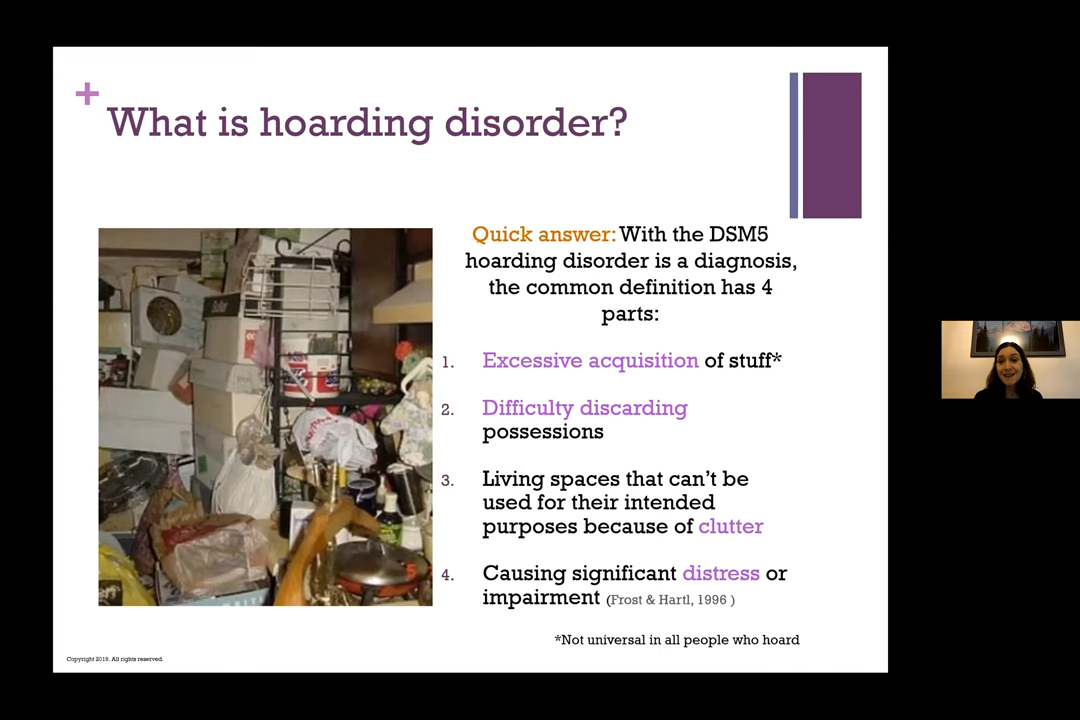 +
What is hoarding disorder?
Quick answer: With the DSM5
hoarding disorder is a diagnosis,
the common definition has 4
parts:
1. Excessive acquisition of stuff*
2. Difficulty discarding
possessions
3. Living spaces that can't be
used for their intended
purposes because of clutter
4. Causing significant distress or
impairment (Frost & Hartl, 1996 )
*Not universal in all people who hoard
Copyright 2019. All rights reserved.